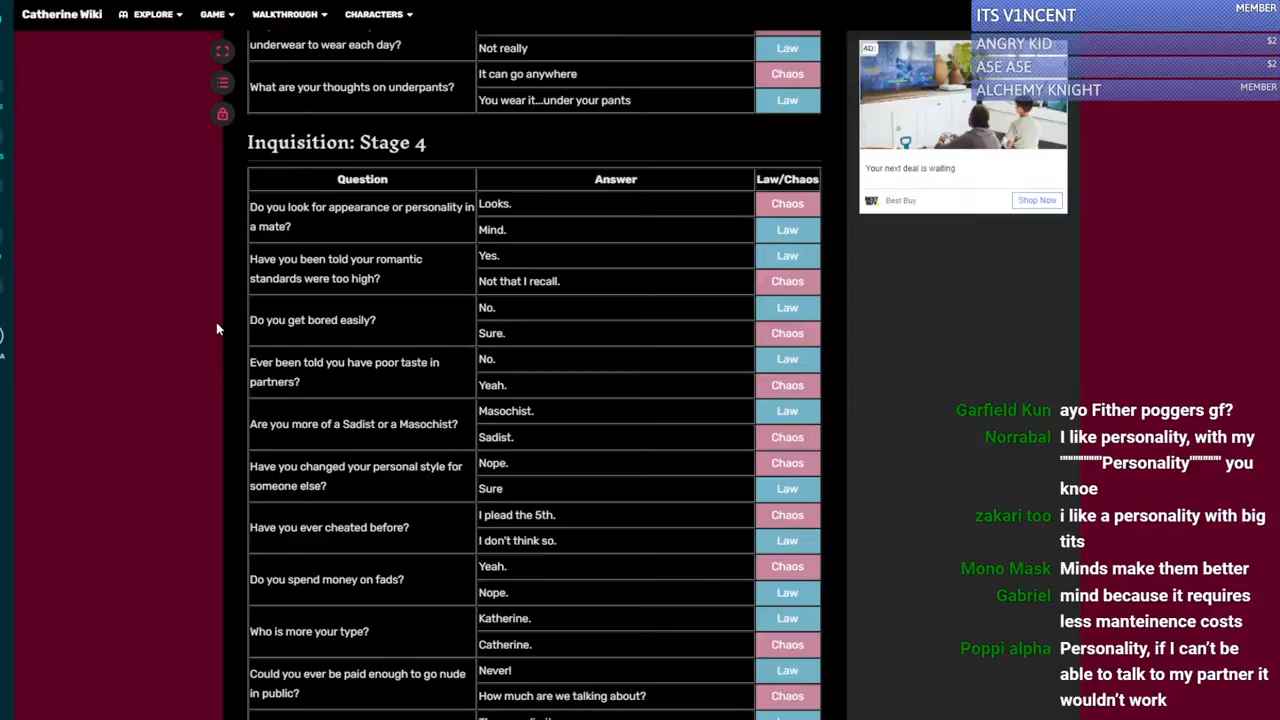 Catherine Wiki
EXPLORE
GAME
WALKTHROUGH
CHARACTERS
ITS V1NCENT
MEMBER
ANGRY KID
$2
A5E A5E
$2
ALCHEMY KNIGHT
MEMBER
underwear to wear each day?
Not really
Law
What are your thoughts on underpants?
It can go anywhere
Chaos
You wear it...under your pants
Law
Inquisition: Stage 4
Question
Answer
Law/Chaos
Do you look for appearance or personality in
a mate?
Looks.
Chaos
Mind.
Law
Have you been told your romantic
standards were too high?
Yes.
Law
Not that I recall.
Chaos
Do you get bored easily?
No.
Law
Sure.
Chaos
Ever been told you have poor taste in
partners?
No.
Law
Yeah.
Chaos
Are you more of a Sadist or a Masochist?
Masochist.
Law
Sadist.
Chaos
Have you changed your personal style for
someone else?
Nope.
Chaos
Sure
Law
Have you ever cheated before?
I plead the 5th.
Chaos
I don't think so.
Law
Do you spend money on fads?
Yeah.
Chaos
Nope.
Law
Who is more your type?
Katherine.
Law
Catherine.
Chaos
Could you ever be paid enough to go nude
in public?
Never!
Law
How much are we talking about?
Chaos
AD
Your next deal is waiting
Best Buy
Shop Now
Garfield Kun ayo Fither poggers gf?
Norrabal I like personality, with my
""""""""Personality"""""""" you
knoe
zakari too i like a personality with big
tits
Mono Mask Minds make them better
Gabriel mind because it requires
less manteinence costs
Poppi alpha Personality, if I can't be
able to talk to my partner it
wouldn't work